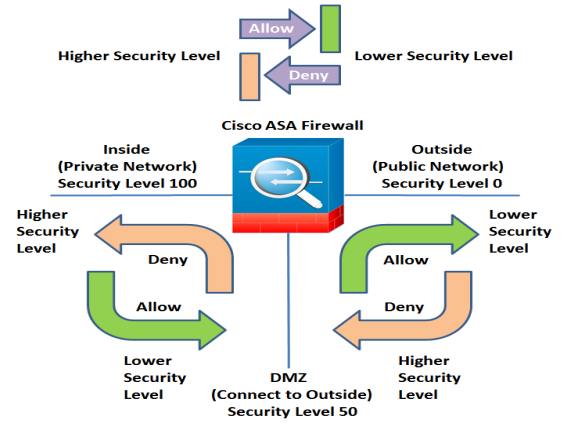 Allow
Higher Security Level
Lower Security Level
Deny
Cisco ASA Firewall
Inside
(Private Network)
Security Level 100
Outside
(Public Network)
Security Level 0
Higher
Security
Level
Deny
Allow
Lower
Security
Level
Lower
Security
Level
Allow
Deny
Higher
Security
Level
DMZ
(Connect to Outside)
Security Level 50